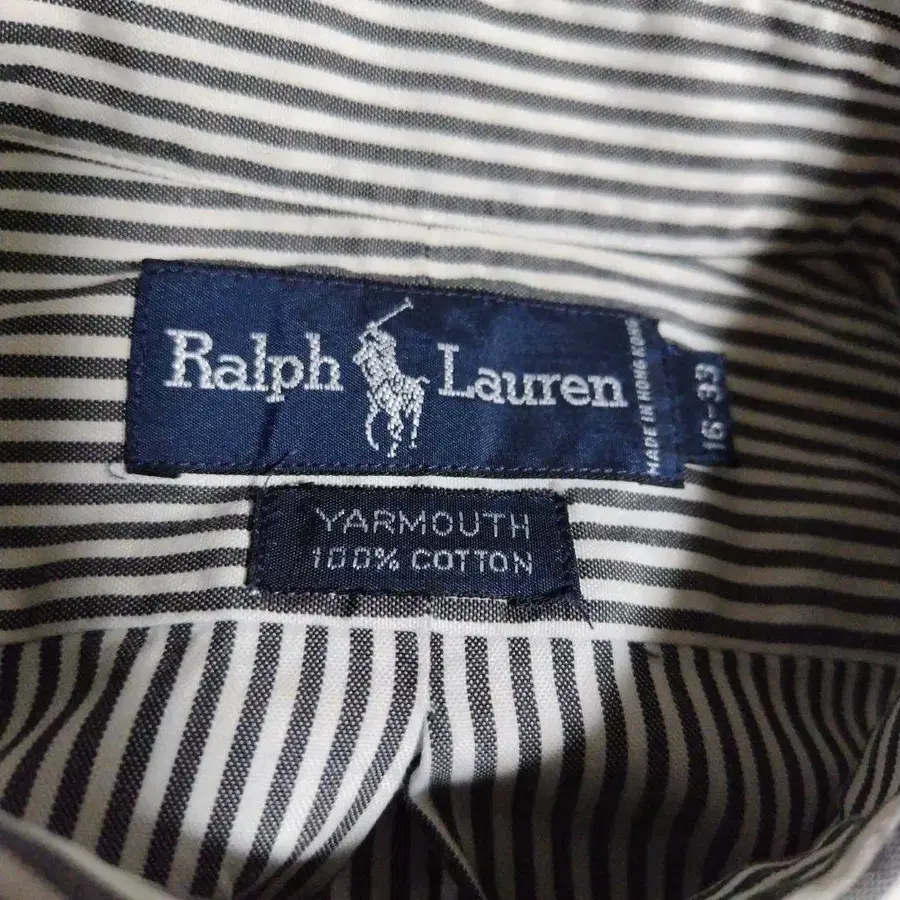 Ralph Lauren
MADE IN HONG KONG
16-33
YARMOUTH
100% COTTON